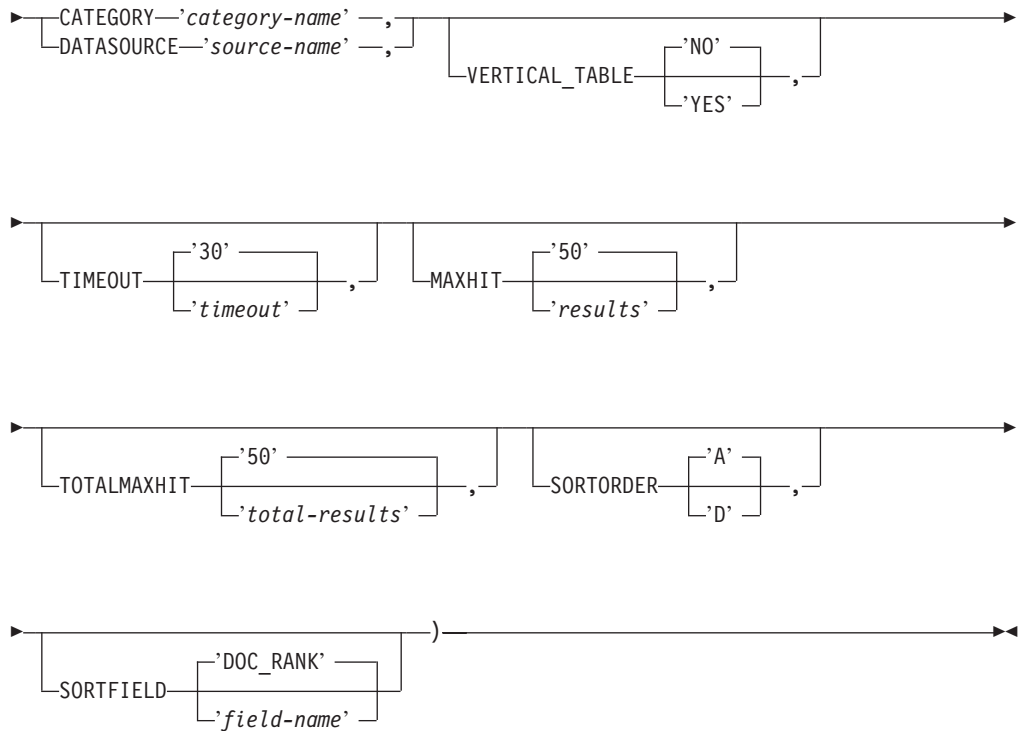 CATEGORY ’category-name’ ,
DATASOURCE ’source-name’ ,
’NO’
VERTICAL_TABLE ,
’YES’
’30’
TIMEOUT ,
’timeout’
’50’
MAXHIT ,
’results’
’50’
TOTALMAXHIT ,
’total-results’
’A’
SORTORDER ,
’D’
)
’DOC_RANK’
SORTFIELD
’field-name’